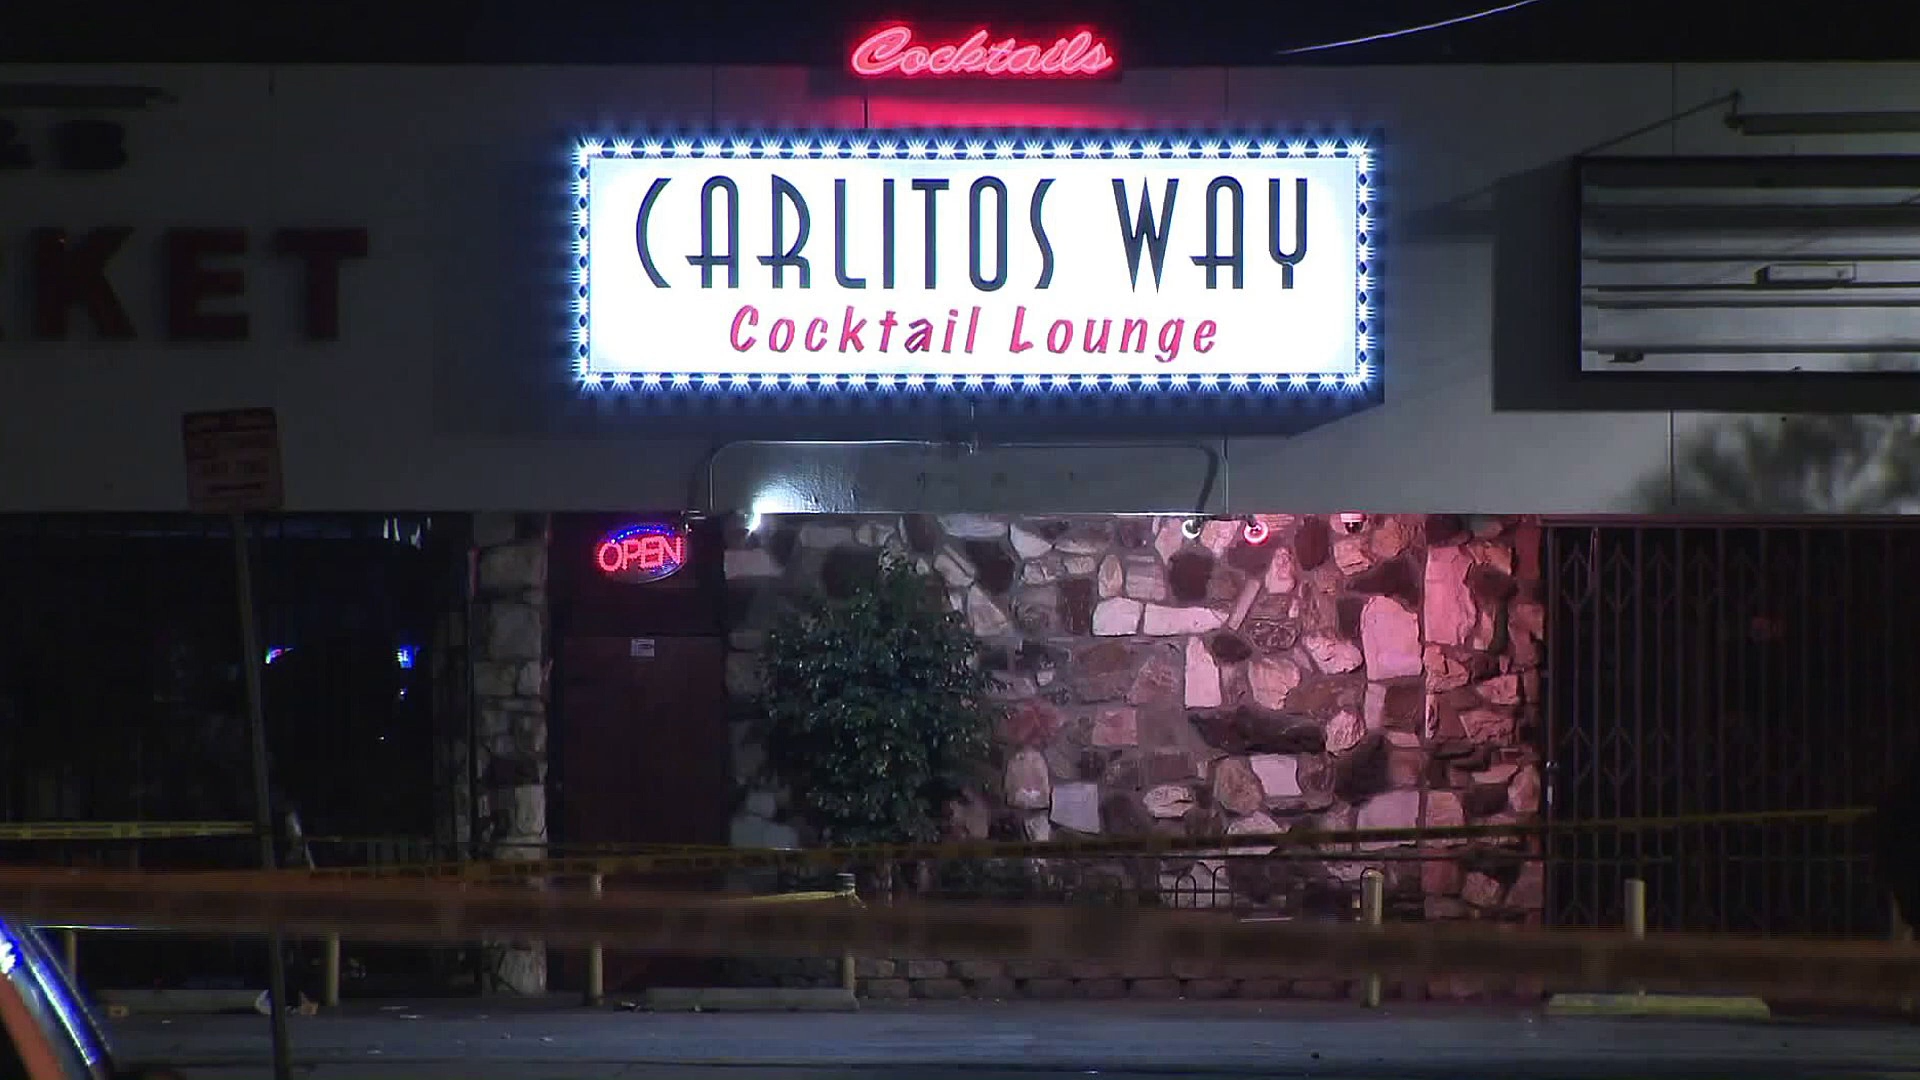 Cocktails
CARLITOS WAY
Cocktail Lounge
KET
OPEN